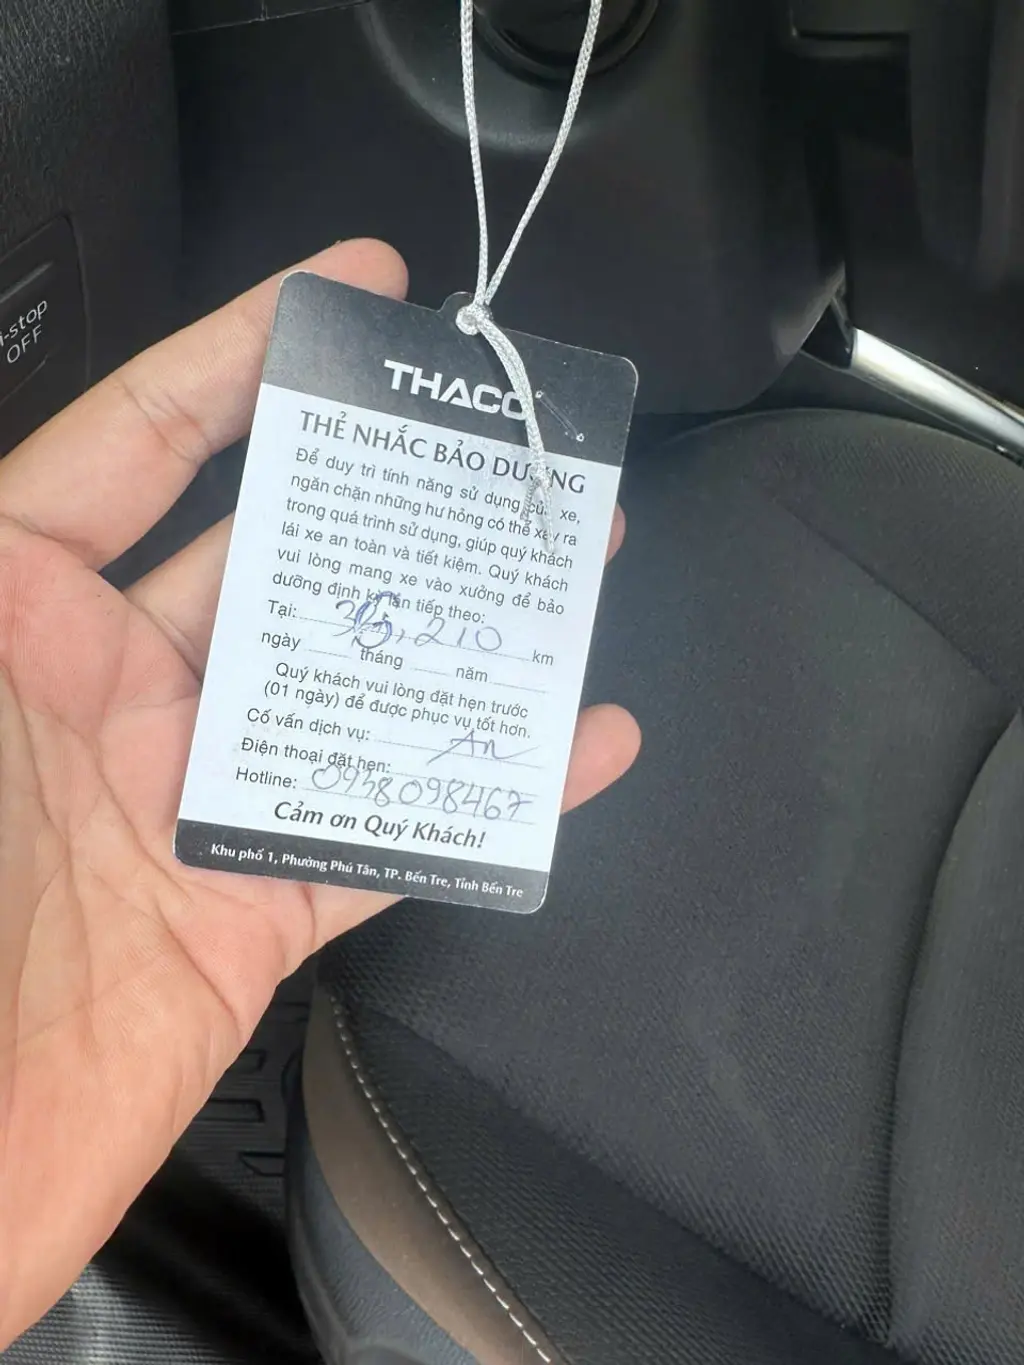 i-stop
OFF
THACO
THẺ NHẮC BẢO DƯỠNG
Để duy trì tính năng sử dụng của xe,
ngăn chặn những hư hỏng có thể xảy ra
trong quá trình sử dụng, giúp quý khách
lái xe an toàn và tiết kiệm. Quý khách
vui lòng mang xe vào xưởng để bảo
dưỡng định kỳ lần tiếp theo:
Tại: 36,210 km
ngày tháng năm
Quý khách vui lòng đặt hẹn trước
(01 ngày) để được phục vụ tốt hơn.
Cố vấn dịch vụ: An
Điện thoại đặt hẹn:
Hotline: 0938098467
Cảm ơn Quý Khách!
Khu phố 1, Phường Phú Tân, TP. Bến Tre, Tỉnh Bến Tre